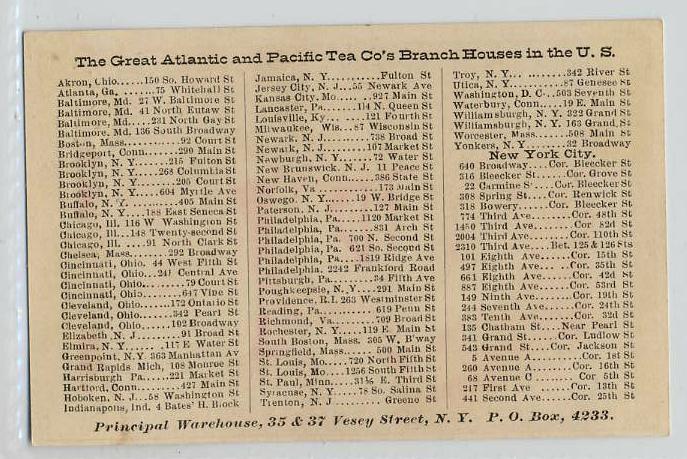 The Great Atlantic and Pacific Tea Co's Branch Houses in the U. S.
Akron, Ohio......150 So. Howard St
Atlanta, Ga. .......75 Whitehall St
Baltimore, Md. 27 W. Baltimore St
Baltimore, Md. 41 North Eutaw St
Baltimore, Md.....231 North Gay St
Baltimore, Md. 136 South Broadway
Boston, Mass..........92 Court St
Bridgeport, Conn.......290 Main St
Brooklyn, N. Y.......215 Fulton St
Brooklyn, N. Y.....268 Columbia St
Brooklyn, N. Y.......205 Court St
Brooklyn, N. Y.....604 Myrtle Ave
Buffalo, N. Y..........405 Main St
Buffalo, N. Y....188 East Seneca St
Chicago, Ill. 116 W Washington St
Chicago, Ill...148 Twenty-second St
Chicago, Ill. ....91 North Clark St
Chelsea, Mass........292 Broadway
Cincinnati, Ohio. 44 West Fifth St
Cincinnati, Ohio...241 Central Ave
Cincinnati, Ohio.......79 Court St
Cincinnati, Ohio.......647 Vine St
Cleveland, Ohio......172 Ontario St
Cleveland, Ohio......342 Pearl St
Cleveland, Ohio......102 Broadway
Elizabeth N. J........91 Broad St
Elmira, N. Y......117 E Water St
Greenpoint, N.Y. 363 Manhattan Av
Grand Rapids Mich, 108 Monroe St
Harrisburg Pa......221 Market St
Hartford, Conn........427 Main St
Hoboken, N. J...58 Washington St
Indianapolis, Ind. 4 Bates' H. Block
Jamaica, N. Y...........Fulton St
Jersey City, N. J...55 Newark Ave
Kansas City, Mo......927 Main St
Lancaster, Pa.....114 N. Queen St
Louisville, Ky.....121 Fourth St
Milwaukee, Wis...87 Wisconsin St
Newark, N. J.........738 Broad St
Newark, N. J........107 Market St
Newburgh, N. Y......72 Water St
New Brunswick, N. J. 11 Peace St
New Haven, Conn.....386 State St
Norfolk, Va..........173 Main St
Oswego, N. Y.....19 W. Bridge St
Paterson, N. J.......127 Main St
Philadelphia, Pa.....1120 Market St
Philadelphia, Pa......831 Arch St
Philadelphia, Pa. 700 N. Second St
Philadelphia, Pa. 621 So. Second St
Philadelphia, Pa....1819 Ridge Ave
Philadelphia, 2242 Frankford Road
Pittsburg, Pa........34 Fifth Ave
Poughkeepsie, N. Y...291 Main St
Providence, R.I. 263 Westminster St
Reading, Pa..........619 Penn St
Richmond, Va.......709 Broad St
Rochester, N. Y.....119 E. Main St
South Boston, Mass. 305 W. B'way
Springfield, Mass......500 Main St
St. Louis, Mo....720 North Fifth St
St. Louis, Mo....1256 South Fifth St
St. Paul, Minn....31½ E. Third St
Syracuse, N. Y.....78 So. Salina St
Trenton, N. J.........Greene St
Troy, N. Y... ........342 River St
Utica, N. Y........87 Genesee St
Washington, D. C..503 Seventh St
Waterbury, Conn....19 E. Main St
Williamsburgh, N. Y. 322 Grand St
Williamsburgh, N. Y. 163 Grand St
Worcester, Mass......508 Main St
Yonkers, N. Y.......32 Broadway
New York City.
640 Broadway....Cor. Bleecker St
316 Bleecker St.....Cor. Grove St
22 Carmine St....Cor. Bleecker St
308 Spring St....Cor. Renwick St
318 Bowery......Cor. Bleecker St
774 Third Ave......Cor. 48th St
1450 Third Ave......Cor. 82d St
2004 Third Ave.....Cor. 110th St
2310 Third Ave....Bet. 125 & 126 Sts
101 Eighth Ave......Cor. 15th St
497 Eighth Ave......Cor. 35th St
661 Eighth Ave......Cor. 42d St
887 Eighth Ave......Cor. 53rd St
149 Ninth Ave......Cor. 19th St
244 Seventh Ave.....Cor. 24th St
383 Tenth Ave......Cor. 32d St
135 Chatham St....Near Pearl St
341 Grand St.....Cor. Ludlow St
543 Grand St....Cor. Jackson St
5 Avenue A..........Cor. 1st St
260 Avenue A.......Cor. 16th St
68 Avenue C.........Cor 5th St
217 First Ave......Cor. 13th St
441 Second Ave.....Cor. 25th St
Principal Warehouse, 35 & 37 Vesey Street, N. Y. P. O. Box, 4233.